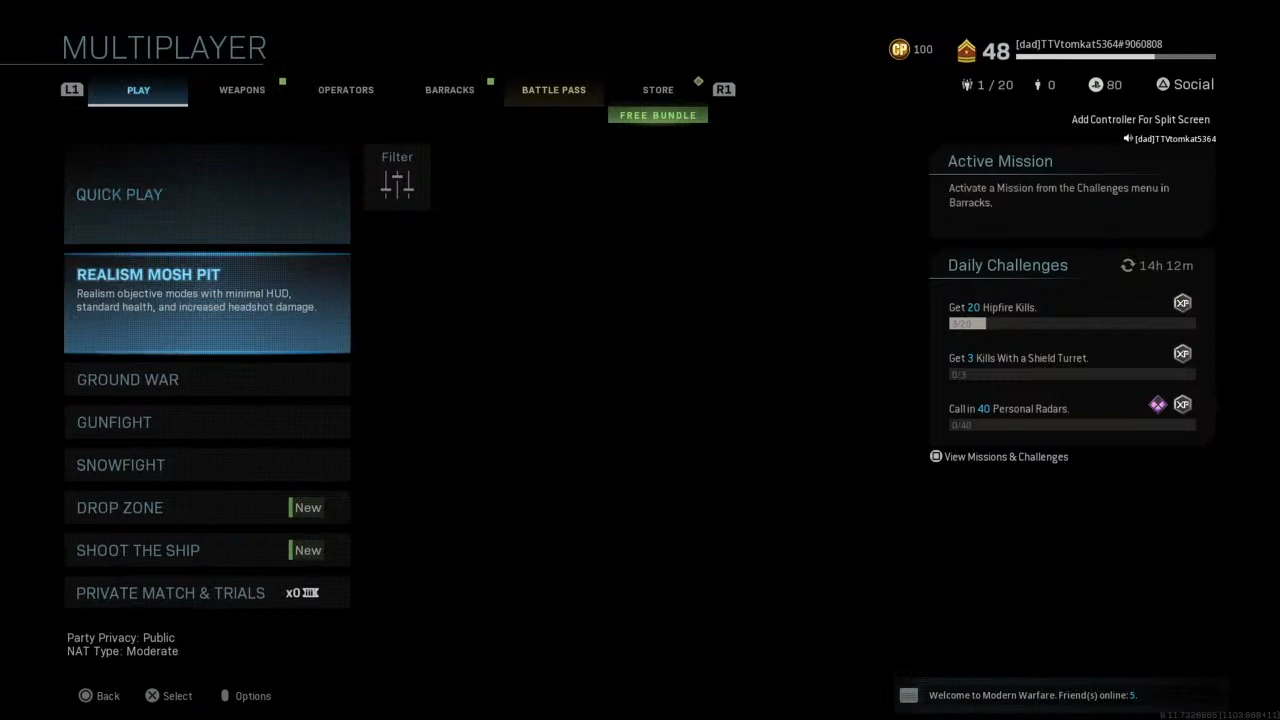 MULTIPLAYER
CP 100
48 [dad]TTVtomkat5364#9060808
L1 PLAY WEAPONS OPERATORS BARRACKS BATTLE PASS STORE R1
1 / 20 0 80 Social
FREE BUNDLE
Add Controller For Split Screen
[dad]TTVtomkat5364
QUICK PLAY
Filter
REALISM MOSH PIT
Realism objective modes with minimal HUD,
standard health, and increased headshot damage.
GROUND WAR
GUNFIGHT
SNOWFIGHT
DROP ZONE New
SHOOT THE SHIP New
PRIVATE MATCH & TRIALS x0
Active Mission
Activate a Mission from the Challenges menu in
Barracks.
Daily Challenges 14h 12m
Get 20 Hipfire Kills. XP
3/20
Get 3 Kills With a Shield Turret. XP
0/3
Call in 40 Personal Radars. XP
0/40
View Missions & Challenges
Party Privacy: Public
NAT Type: Moderate
Back Select Options
Welcome to Modern Warfare. Friend(s) online: 5.